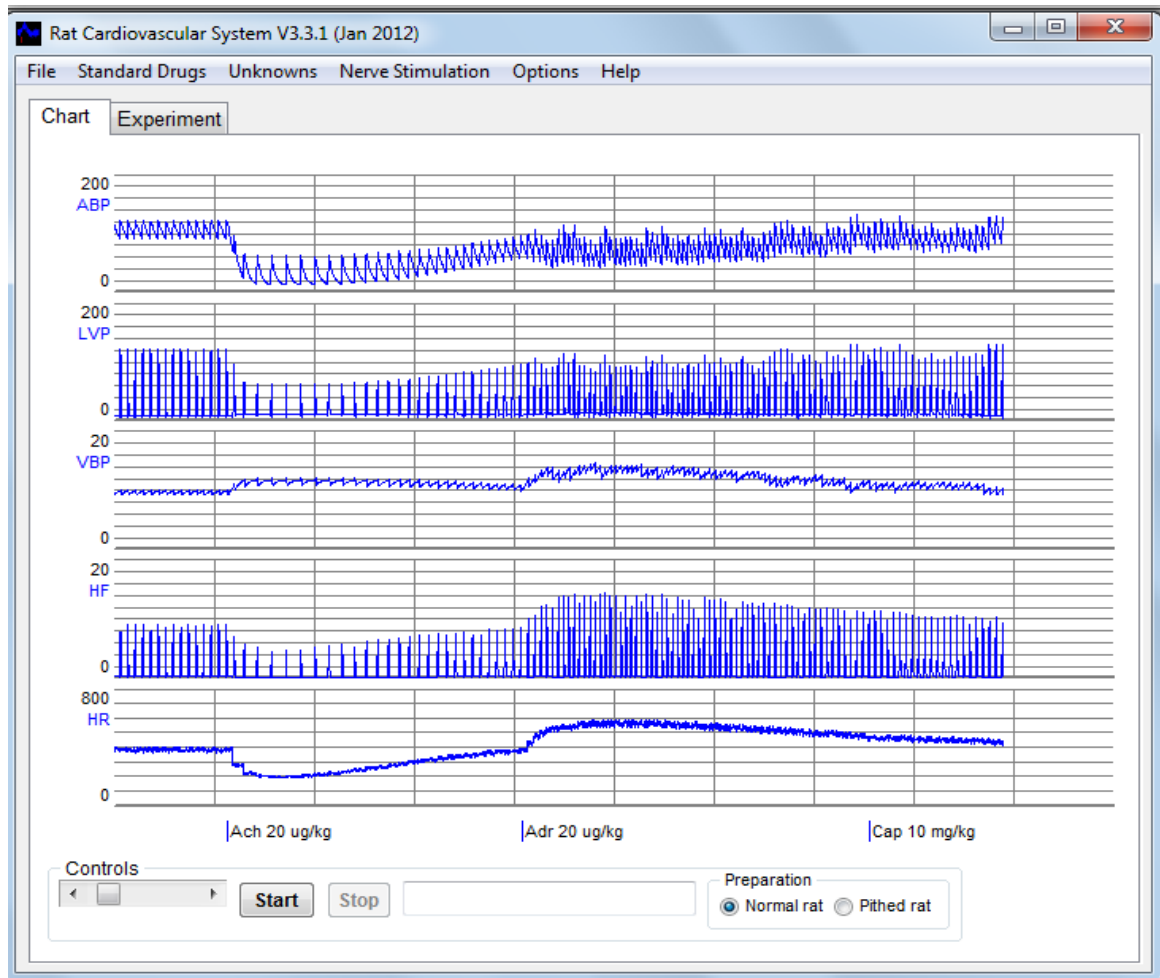 Rat Cardiovascular System V3.3.1 (Jan 2012)
File Standard Drugs Unknowns Nerve Stimulation Options Help
Chart Experiment
200
ABP
0
200
LVP
0
20
VBP
0
20
HF
0
800
HR
0
Ach 20 ug/kg Adr 20 ug/kg Cap 10 mg/kg
Controls
Start Stop
Preparation
Normal rat Pithed rat